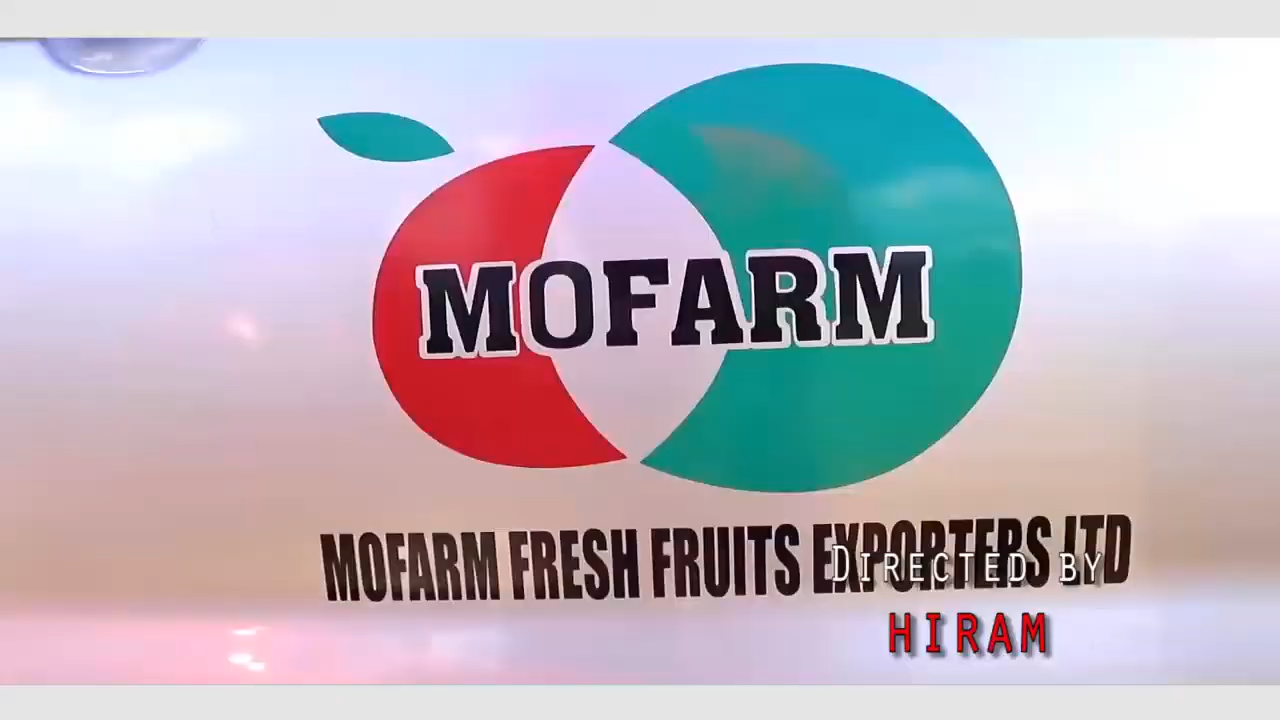 MOFARM
MOFARM FRESH FRUITS EXPORTERS LTD
DIRECTED BY
HIRAM